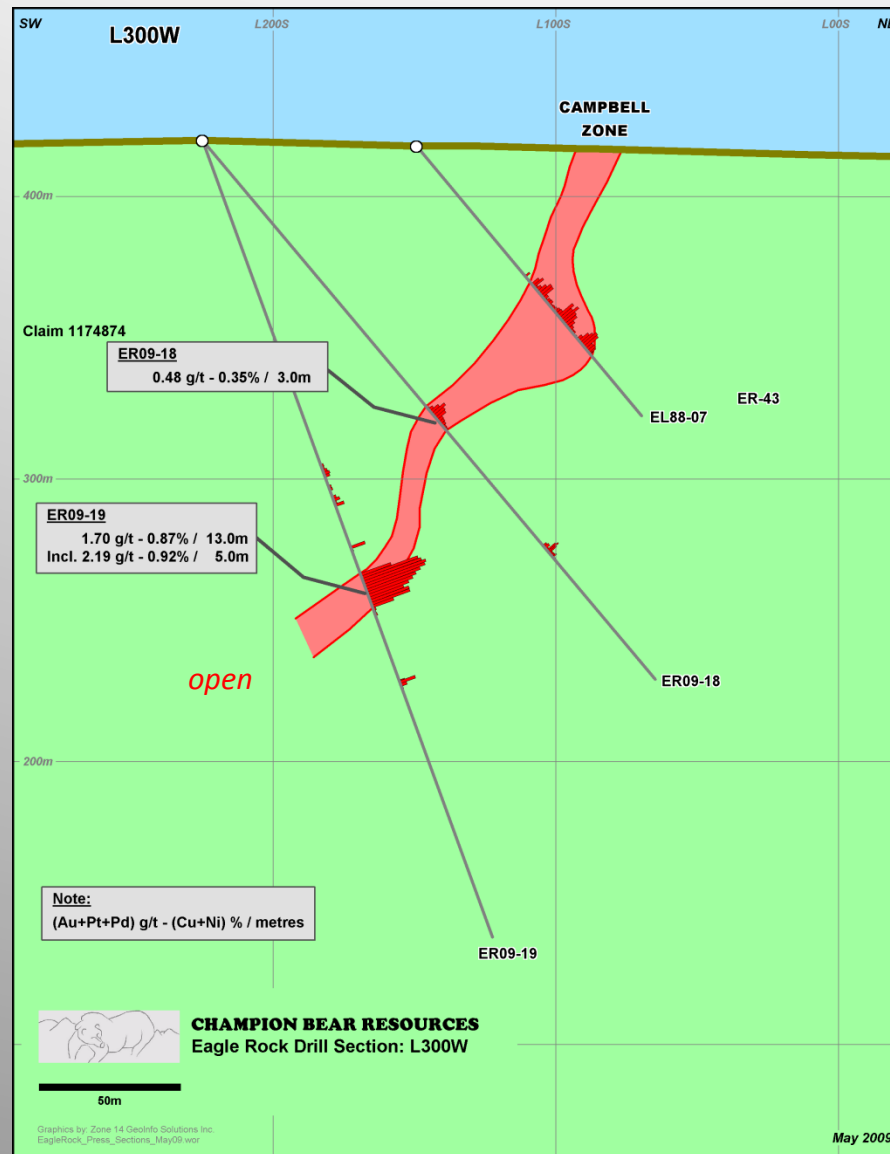 SW
L300W
L200S
L100S
L00S
CAMPBELL
ZONE
400m
Claim 1174874
ER09-18
0.48 g/t - 0.35% / 3.0m
ER-43
EL88-07
300m
ER09-19
1.70 g/t - 0.87% / 13.0m
Incl. 2.19 g/t - 0.92% / 5.0m
open
ER09-18
200m
Note:
(Au+Pt+Pd) g/t - (Cu+Ni) % / metres
ER09-19
CHAMPION BEAR RESOURCES
Eagle Rock Drill Section: L300W
50m
Graphics by: Zone 14 GeoInfo Solutions Inc.
EagleRock_Press_Sections_May09.wor
May 2009